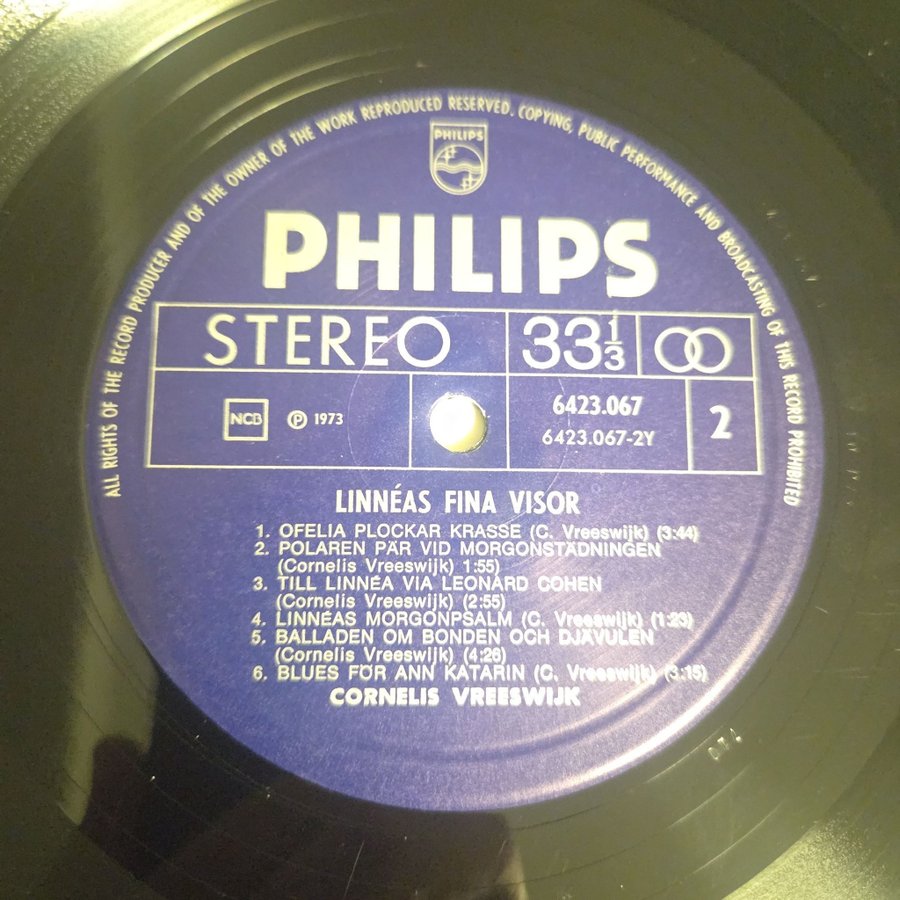 ALL RIGHTS OF THE RECORD PRODUCER AND OF THE OWNER OF THE WORK REPRODUCED RESERVED. COPYING, PUBLIC PERFORMANCE AND BROADCASTING OF THIS RECORD PROHIBITED
PHILIPS
PHILIPS
STEREO 33 1/3
NCB ℗ 1973 6423.067 2
6423.067-2Y
LINNÉAS FINA VISOR
1. OFELIA PLOCKAR KRASSE (C. Vreeswijk) (3:44)
2. POLAREN PÄR VID MORGONSTÄDNINGEN
(Cornelis Vreeswijk) 1:55)
3. TILL LINNÉA VIA LEONARD COHEN
(Cornelis Vreeswijk) (2:55)
4. LINNÉAS MORGONPSALM (C. Vreeswijk) (1:23)
5. BALLADEN OM BONDEN OCH DJÄVULEN
(Cornelis Vreeswijk) (4:26)
6. BLUES FÖR ANN KATARIN (C. Vreeswijk) (3:15)
CORNELIS VREESWIJK